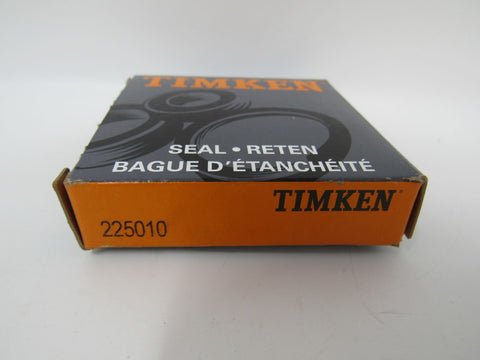 TIMKEN
SEAL • RETEN
BAGUE D'ÉTANCHÉITÉ
TIMKEN®
225010